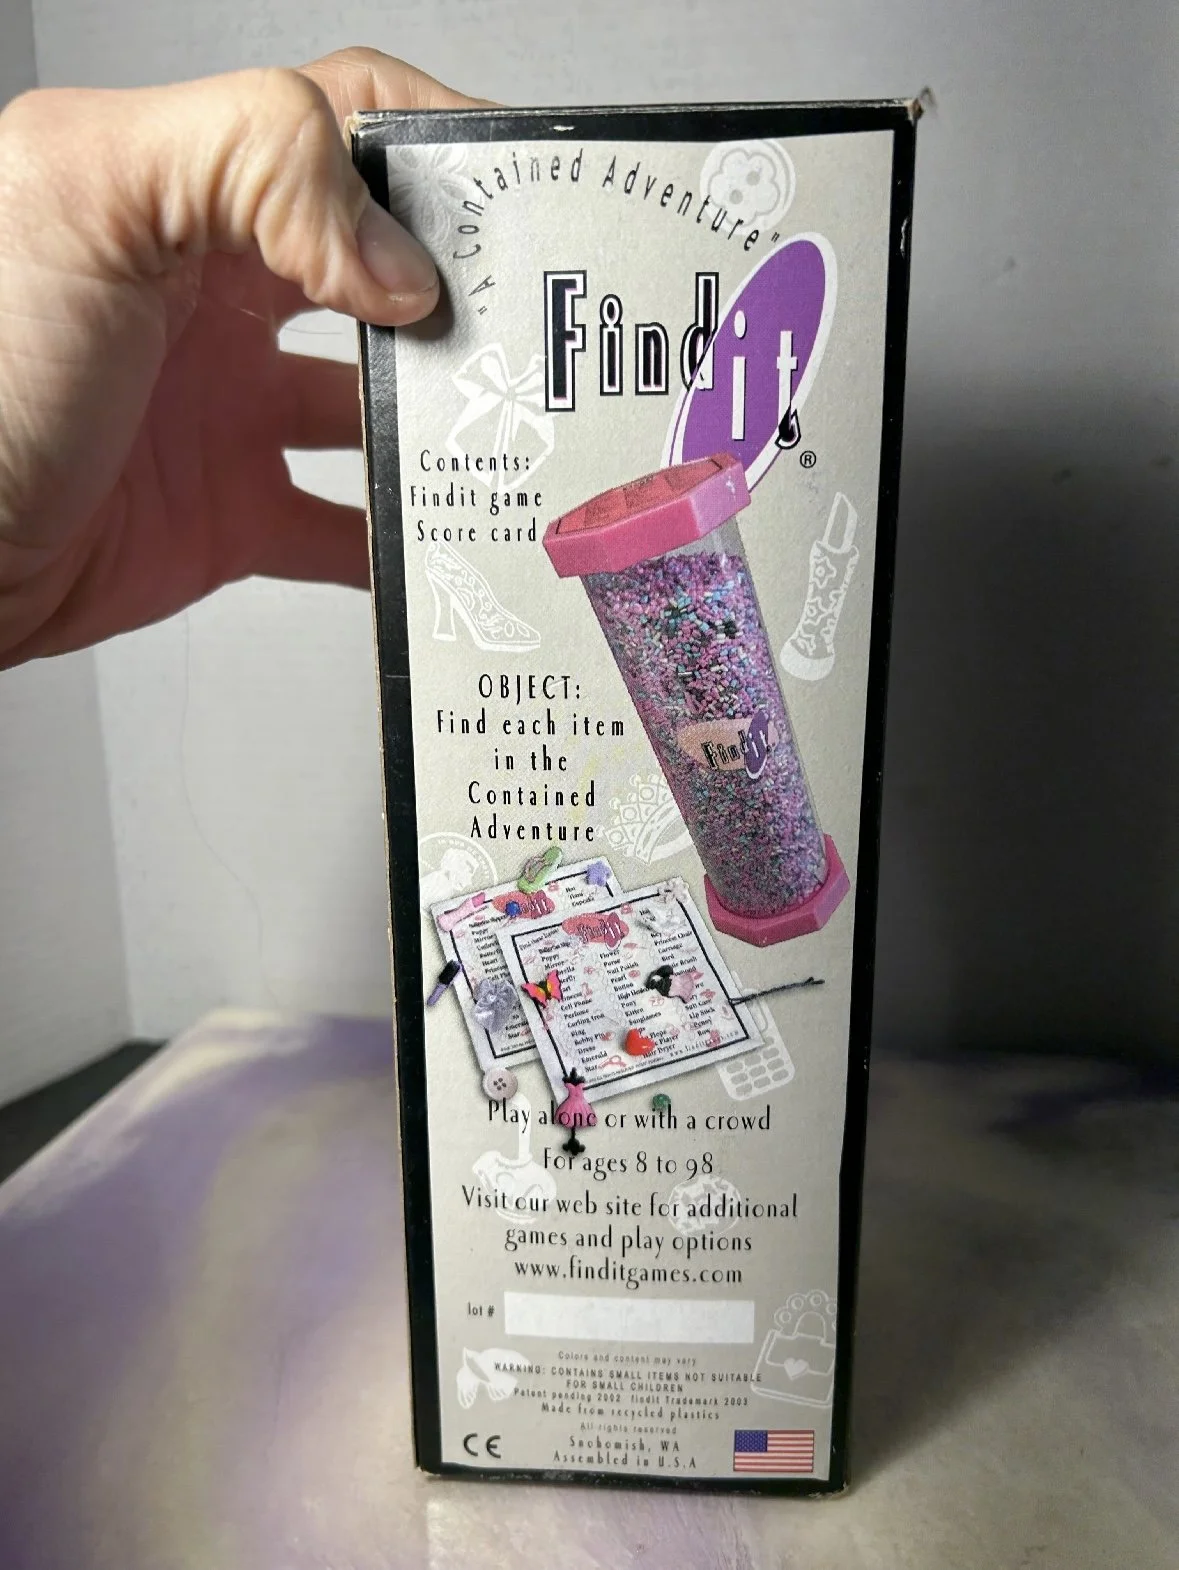 "A Contained Adventure"
Findit®
Contents:
Findit game
Score card
Findit
OBJECT:
Find each item
in the
Contained
Adventure
Findit
Play alone or with a crowd
For ages 8 to 98
Visit our web site for additional
games and play options
www.finditgames.com
lot #
Colors and content may vary
WARNING: CONTAINS SMALL ITEMS NOT SUITABLE
FOR SMALL CHILDREN
Patent pending 2002 findit Trademark 2003
Made from recycled plastics
All rights reserved
Snohomish, WA
Assembled in U.S.A
CE